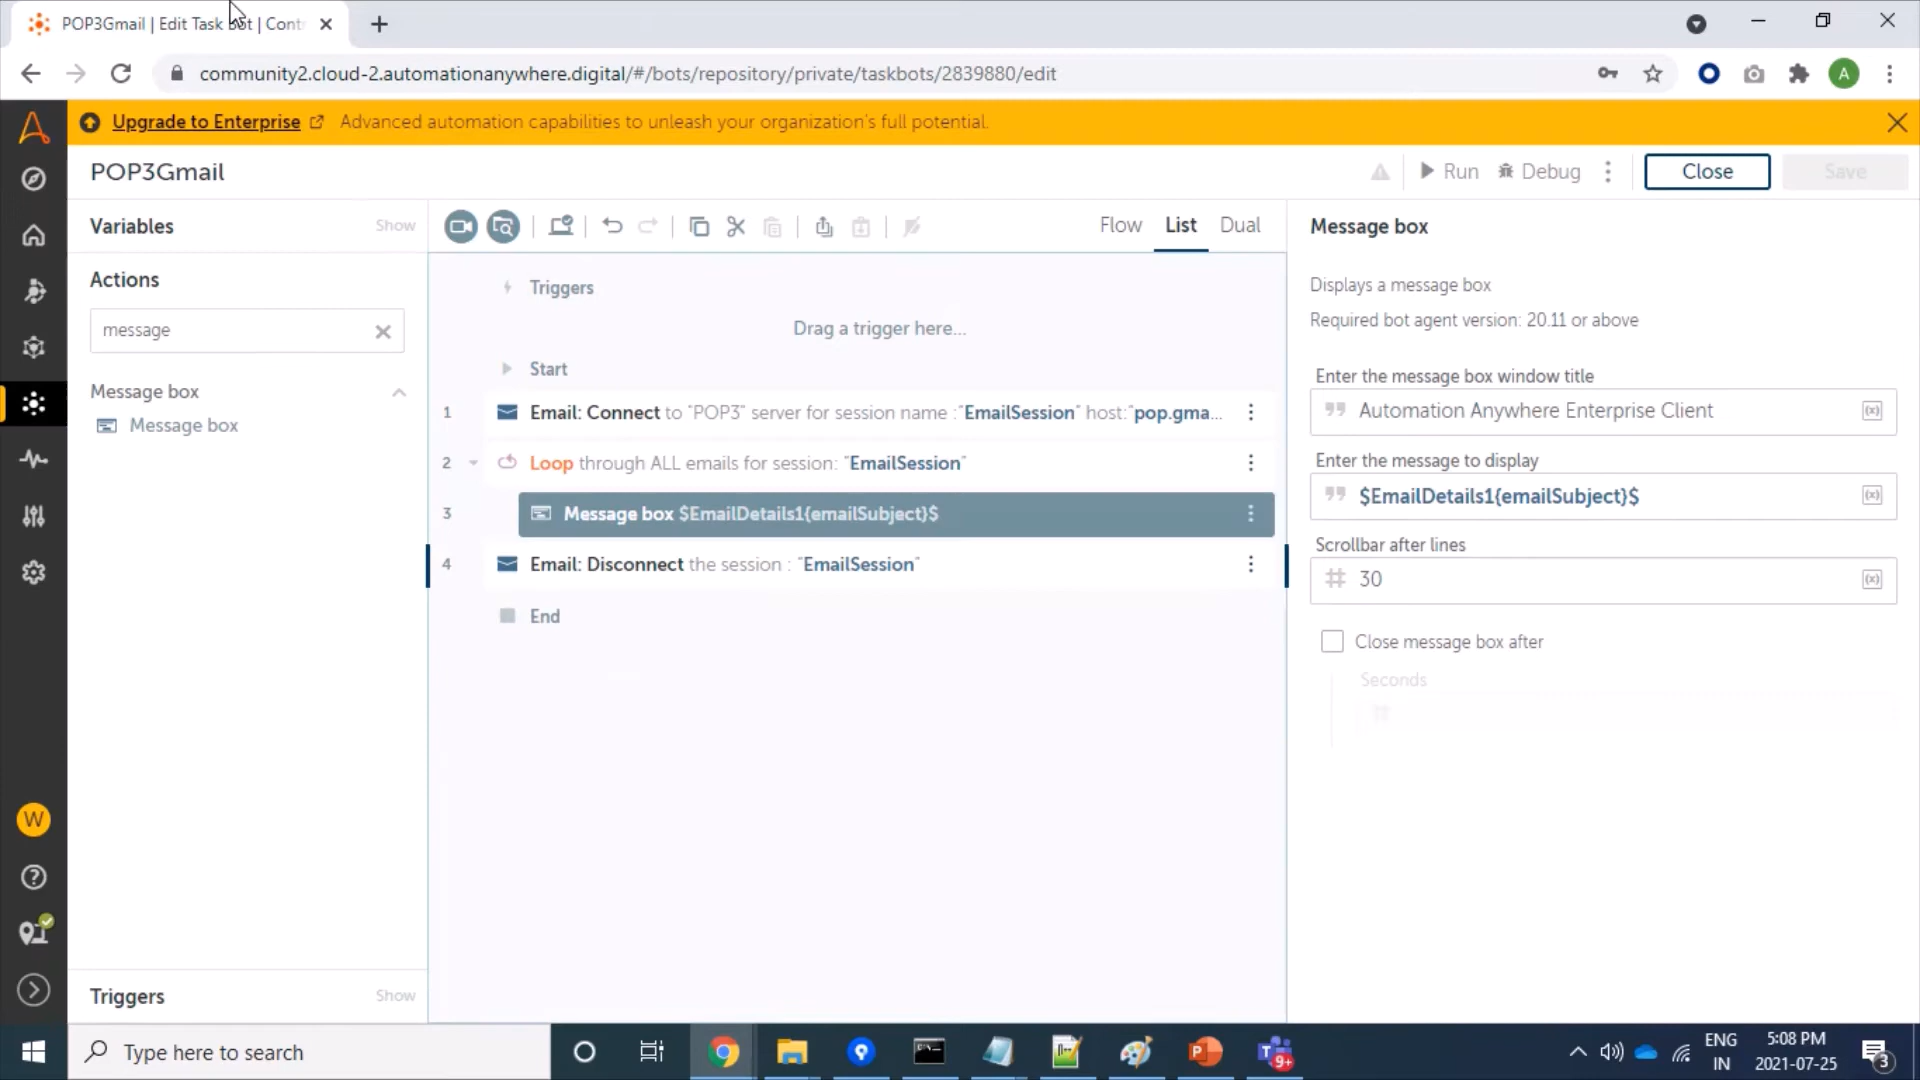 POP3Gmail | Edit Task Bot | Cont
community2.cloud-2.automationanywhere.digital/#/bots/repository/private/taskbots/2839880/edit
A
Upgrade to Enterprise Advanced automation capabilities to unleash your organization's full potential.
POP3Gmail
Run
Debug
Close
Save
Variables
Show
Flow
List
Dual
Message box
Actions
message
Message box
Message box
Triggers
Drag a trigger here...
Start
1 Email: Connect to "POP3" server for session name :"EmailSession" host:"pop.gma...
2 Loop through ALL emails for session: "EmailSession"
3 Message box $EmailDetails1{emailSubject}$
4 Email: Disconnect the session : "EmailSession"
End
Displays a message box
Required bot agent version: 20.11 or above
Enter the message box window title
Automation Anywhere Enterprise Client
(x)
Enter the message to display
$EmailDetails1{emailSubject}$
(x)
Scrollbar after lines
30
(x)
Close message box after
Seconds
W
Triggers
Show
Type here to search
9+
ENG
IN
5:08 PM
2021-07-25
3